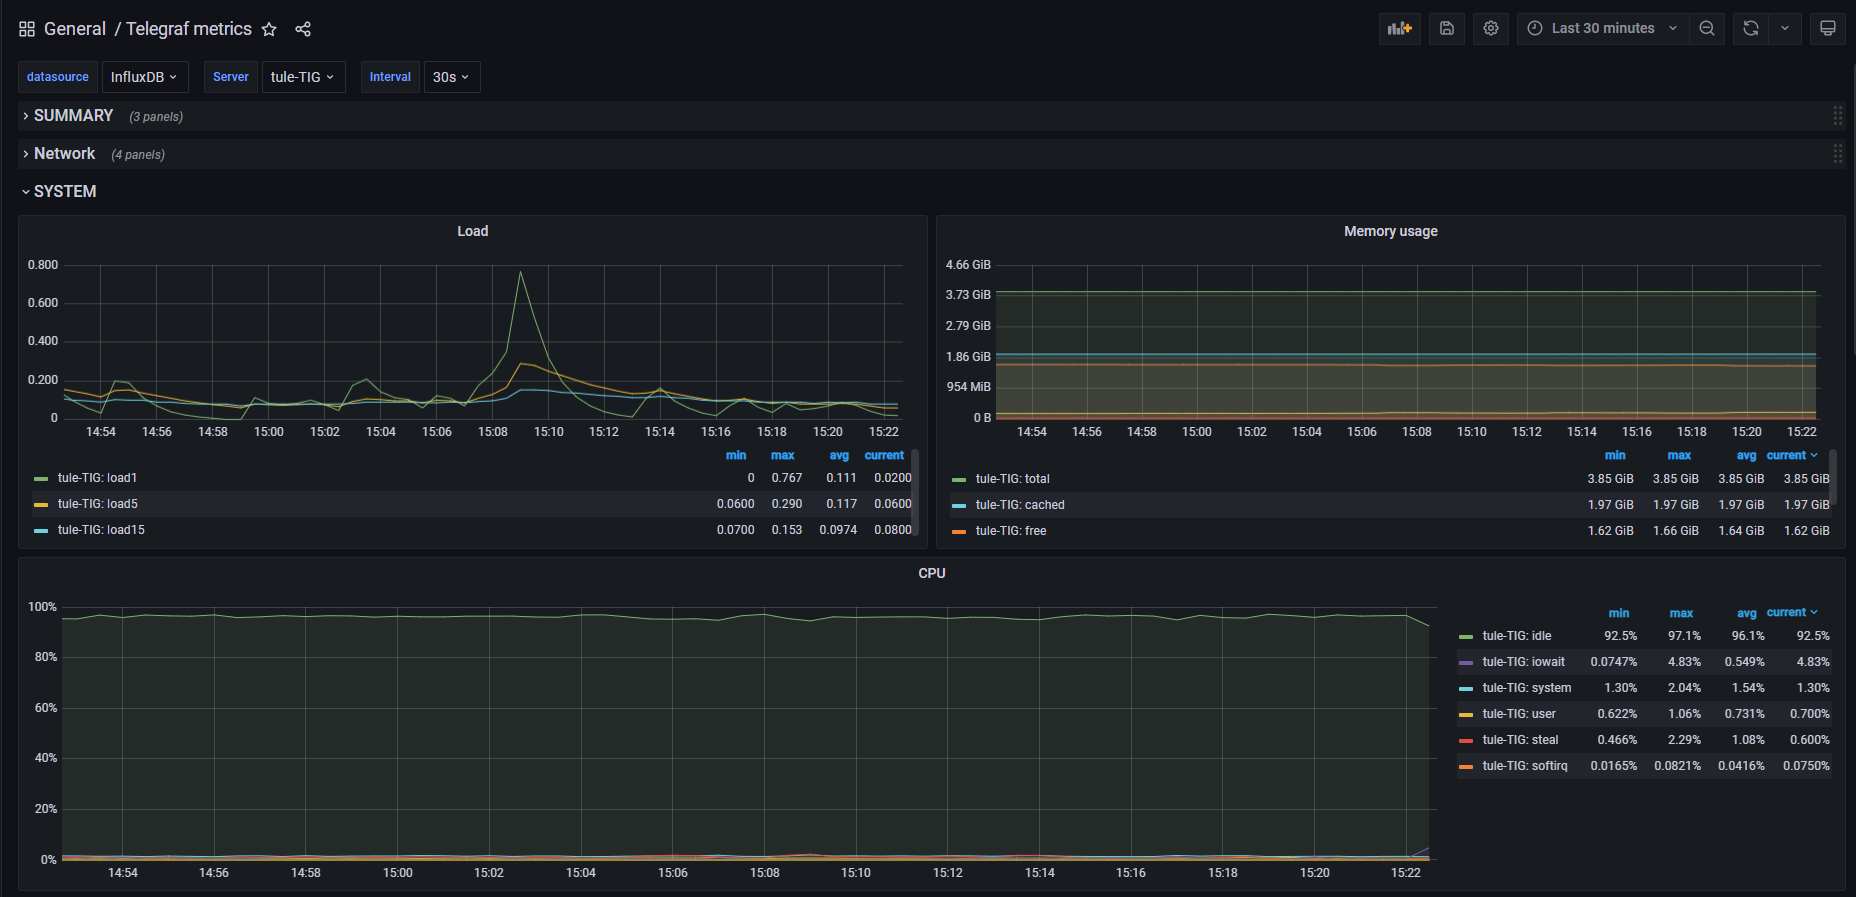 General / Telegraf metrics
Last 30 minutes
datasource InfluxDB Server tule-TIG Interval 30s
SUMMARY (3 panels)
Network (4 panels)
SYSTEM
Load
0.800
0.600
0.400
0.200
0
14:54 14:56 14:58 15:00 15:02 15:04 15:06 15:08 15:10 15:12 15:14 15:16 15:18 15:20 15:22
min max avg current
tule-TIG: load1 0 0.767 0.111 0.0200
tule-TIG: load5 0.0600 0.290 0.117 0.0600
tule-TIG: load15 0.0700 0.153 0.0974 0.0800
Memory usage
4.66 GiB
3.73 GiB
2.79 GiB
1.86 GiB
954 MiB
0 B
14:54 14:56 14:58 15:00 15:02 15:04 15:06 15:08 15:10 15:12 15:14 15:16 15:18 15:20 15:22
min max avg current
tule-TIG: total 3.85 GiB 3.85 GiB 3.85 GiB 3.85 GiB
tule-TIG: cached 1.97 GiB 1.97 GiB 1.97 GiB 1.97 GiB
tule-TIG: free 1.62 GiB 1.66 GiB 1.64 GiB 1.62 GiB
CPU
100%
80%
60%
40%
20%
0%
14:54 14:56 14:58 15:00 15:02 15:04 15:06 15:08 15:10 15:12 15:14 15:16 15:18 15:20 15:22
min max avg current
tule-TIG: idle 92.5% 97.1% 96.1% 92.5%
tule-TIG: iowait 0.0747% 4.83% 0.549% 4.83%
tule-TIG: system 1.30% 2.04% 1.54% 1.30%
tule-TIG: user 0.622% 1.06% 0.731% 0.700%
tule-TIG: steal 0.466% 2.29% 1.08% 0.600%
tule-TIG: softirq 0.0165% 0.0821% 0.0416% 0.0750%